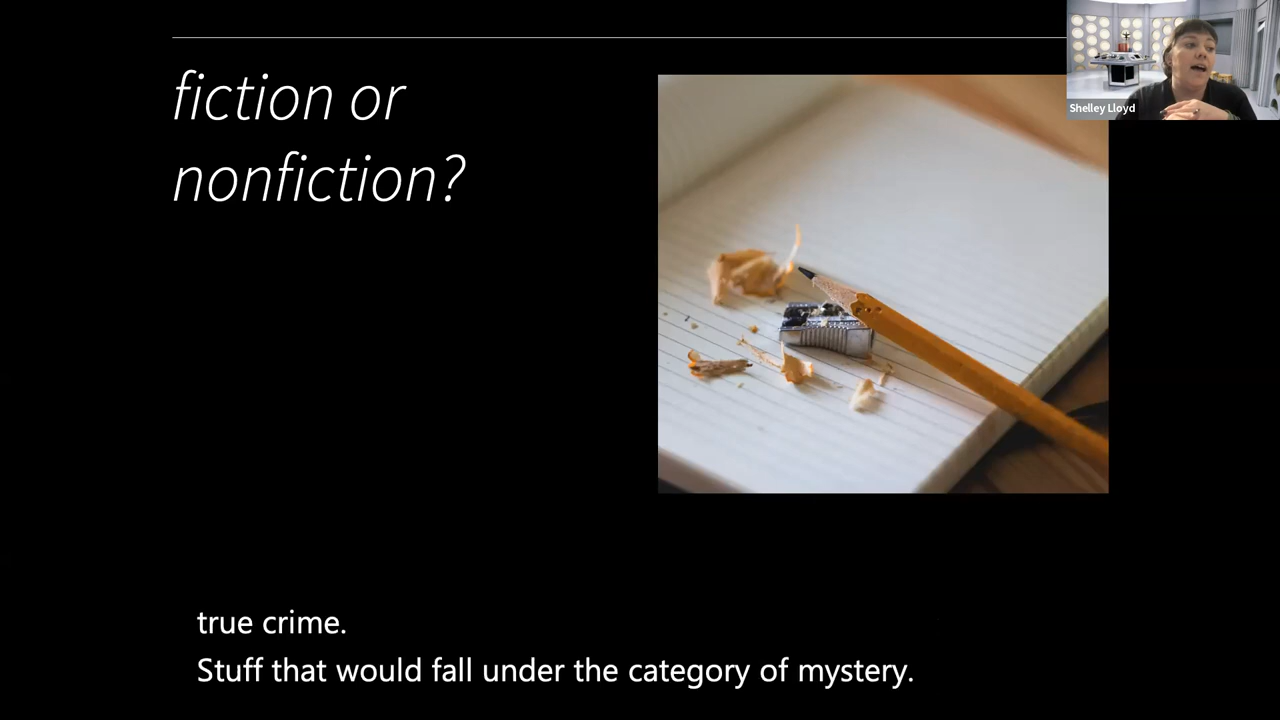 fiction or
nonfiction?
Shelley Lloyd
true crime.
Stuff that would fall under the category of mystery.